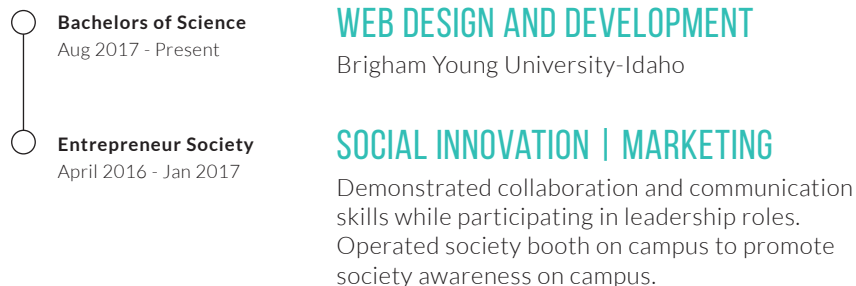 Bachelors of Science
Aug 2017 - Present
WEB DESIGN AND DEVELOPMENT
Brigham Young University-Idaho
Entrepreneur Society
April 2016 - Jan 2017
SOCIAL INNOVATION | MARKETING
Demonstrated collaboration and communication
skills while participating in leadership roles.
Operated society booth on campus to promote
society awareness on campus.